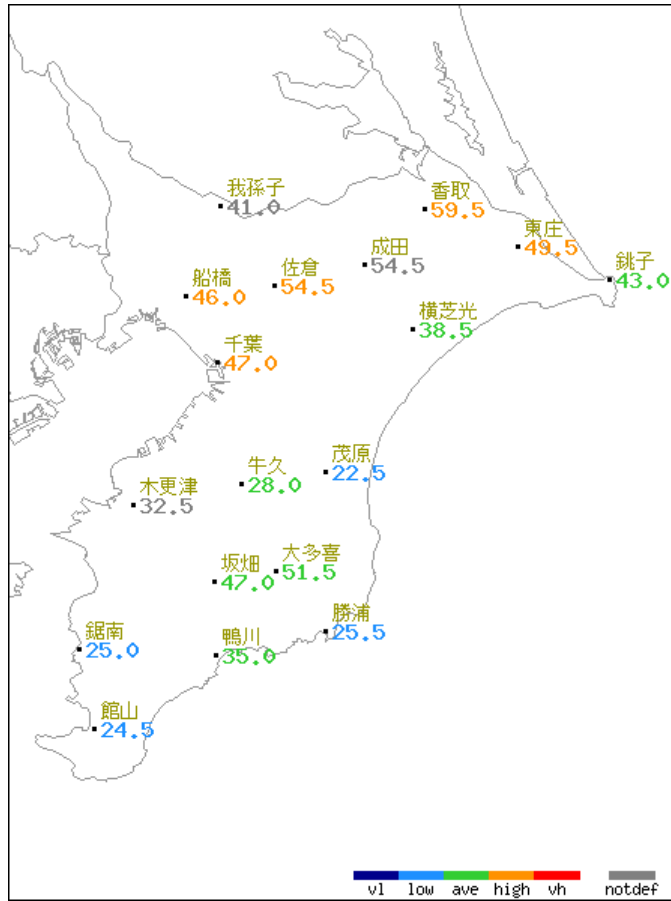 我孫子
41.0
香取
59.5
東庄
49.5
成田
54.5
銚子
43.0
船橋
46.0
佐倉
54.5
横芝光
38.5
千葉
47.0
茂原
22.5
牛久
28.0
木更津
32.5
大多喜
51.5
坂畑
47.0
勝浦
25.5
鋸南
25.0
鴨川
35.0
館山
24.5
vl low ave high vh notdef